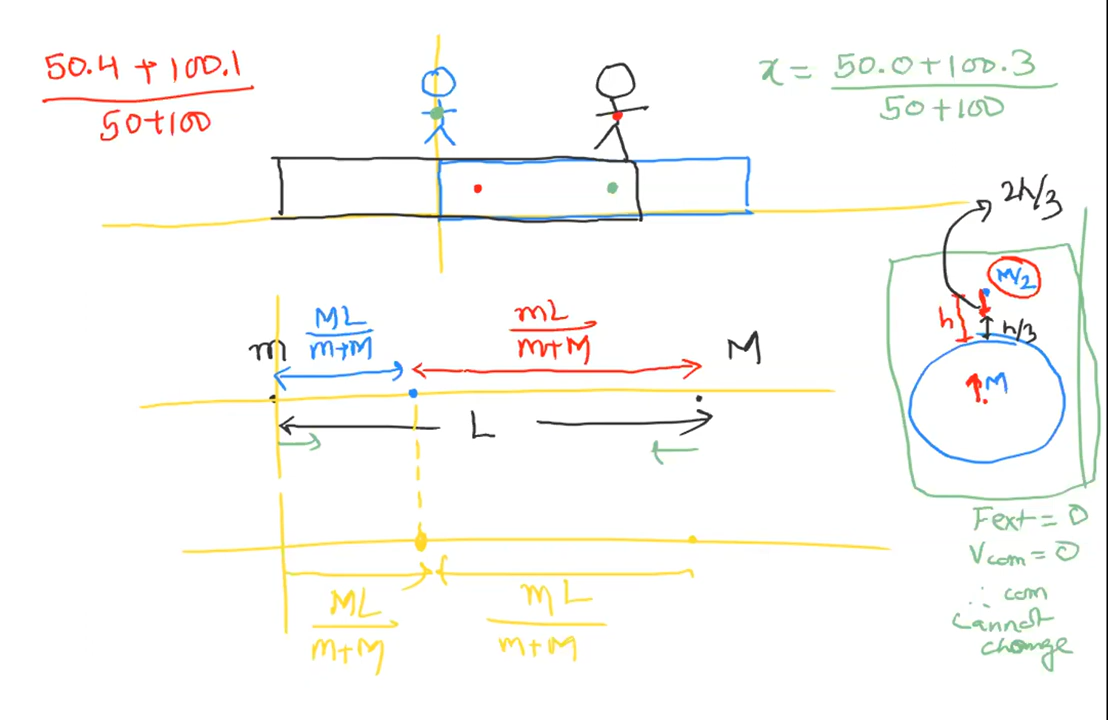 50.4 + 100.1
50+100
x = 50.0+100.3
50+100
2h/3
M/2
h
h/3
M
m
ML
m+M
mL
m+M
M
L
Fext = 0
Vcom = 0
∴ com
cannot
change
ML
m+M
mL
m+M